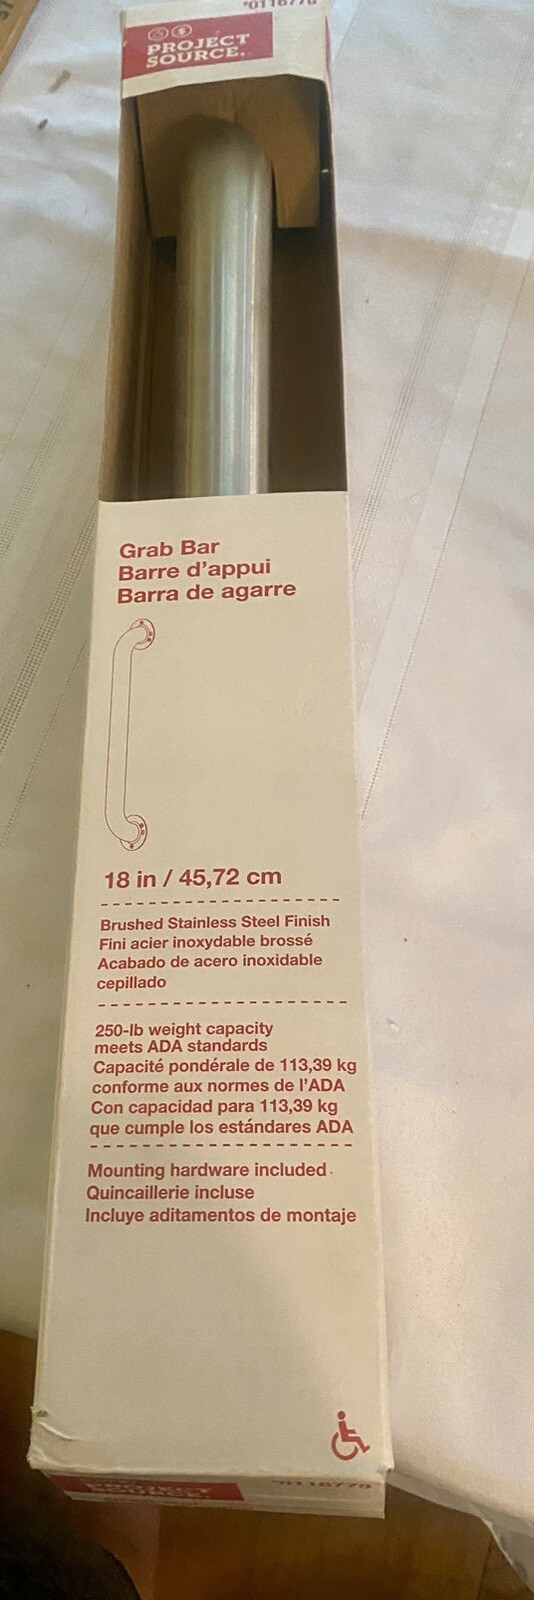 PROJECT
SOURCE.
Grab Bar
Barre d'appui
Barra de agarre
18 in / 45,72 cm
Brushed Stainless Steel Finish
Fini acier inoxydable brossé
Acabado de acero inoxidable
cepillado
250-lb weight capacity
meets ADA standards
Capacité pondérale de 113,39 kg
conforme aux normes de l'ADA
Con capacidad para 113,39 kg
que cumple los estándares ADA
Mounting hardware included
Quincaillerie incluse
Incluye aditamentos de montaje
PROJECT